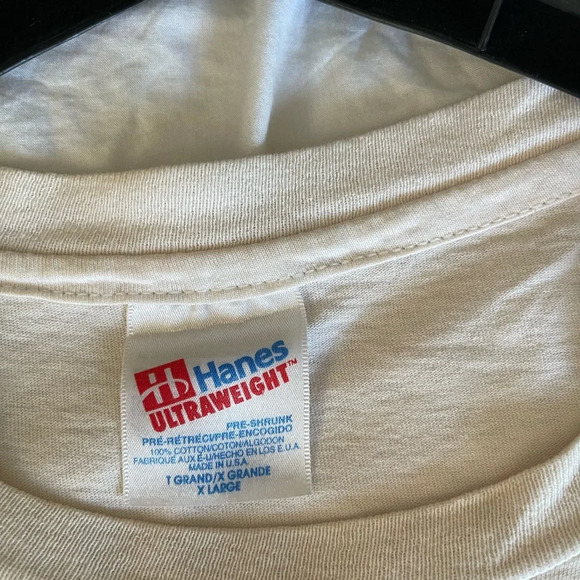 Hanes
ULTRAWEIGHT™
PRE-SHRUNK
PRÉ-RÉTRÉCI/PRE-ENCOGIDO
100% COTTON/COTON/ALGODON
FABRIQUÉ AUX É-U/HECHO EN LOS E.U.A.
MADE IN U.S.A.
T GRAND/X GRANDE
X LARGE